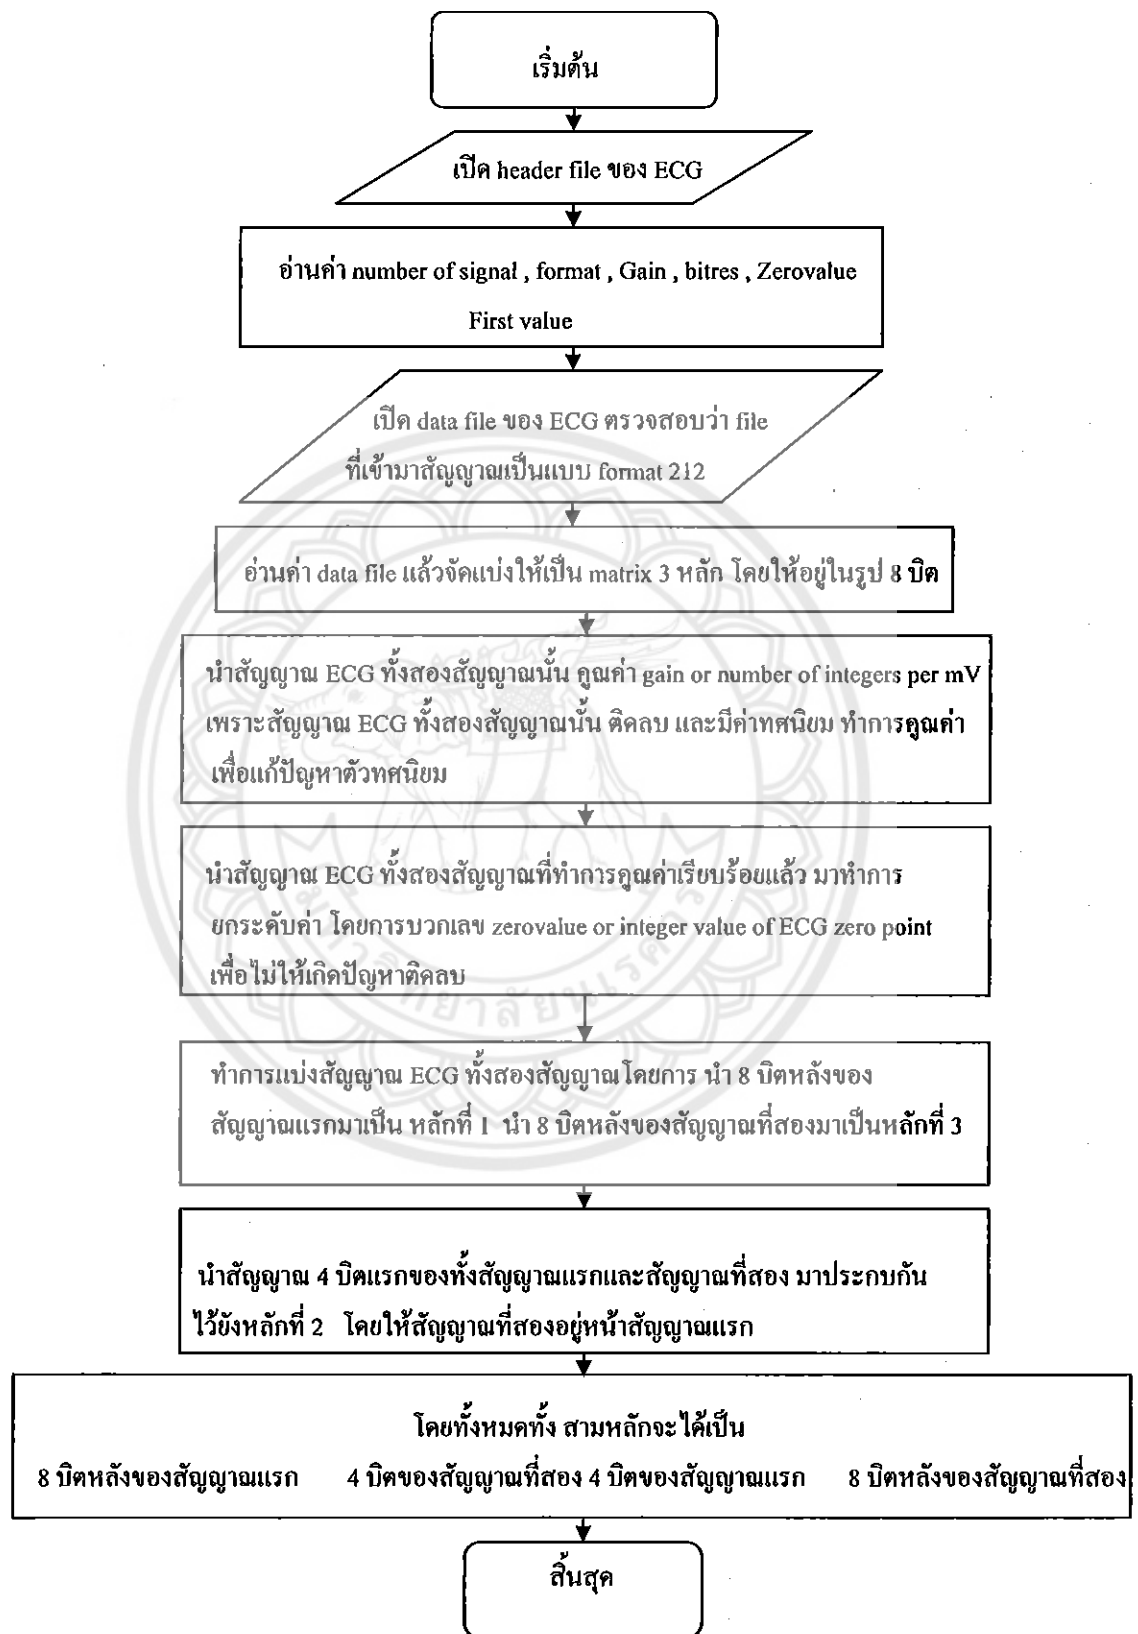 เริ่มต้น
เปิด header file ของ ECG
อ่านค่า number of signal , format , Gain , bitres , Zerovalue
First value
เปิด data file ของ ECG ตรวจสอบว่า file
ที่เข้ามาสัญญาณเป็นแบบ format 212
อ่านค่า data file แล้วจัดแบ่งให้เป็น matrix 3 หลัก โดยให้อยู่ในรูป 8 บิต
นำสัญญาณ ECG ทั้งสองสัญญาณนั้น คูณค่า gain or number of integers per mV
เพราะสัญญาณ ECG ทั้งสองสัญญาณนั้น ติดลบ และมีค่าทศนิยม ทำการคูณค่า
เพื่อแก้ปัญหาตัวทศนิยม
นำสัญญาณ ECG ทั้งสองสัญญาณที่ทำการคูณค่าเรียบร้อยแล้ว มาทำการ
ยกระดับค่า โดยการบวกเลข zerovalue or integer value of ECG zero point
เพื่อไม่ให้เกิดปัญหาติดลบ
มหาวิทยาลัยนเรศวร
ทำการแบ่งสัญญาณ ECG ทั้งสองสัญญาณโดยการ นำ 8 บิตหลังของ
สัญญาณแรกมาเป็น หลักที่ 1 นำ 8 บิตหลังของสัญญาณที่สองมาเป็นหลักที่ 3
นำสัญญาณ 4 บิตแรกของทั้งสัญญาณแรกและสัญญาณที่สอง มาประกบกัน
ไว้ยังหลักที่ 2 โดยให้สัญญาณที่สองอยู่หน้าสัญญาณแรก
โดยทั้งหมดทั้ง สามหลักจะได้เป็น
8 บิตหลังของสัญญาณแรก 4 บิตของสัญญาณที่สอง 4 บิตของสัญญาณแรก 8 บิตหลังของสัญญาณที่สอง
สิ้นสุด